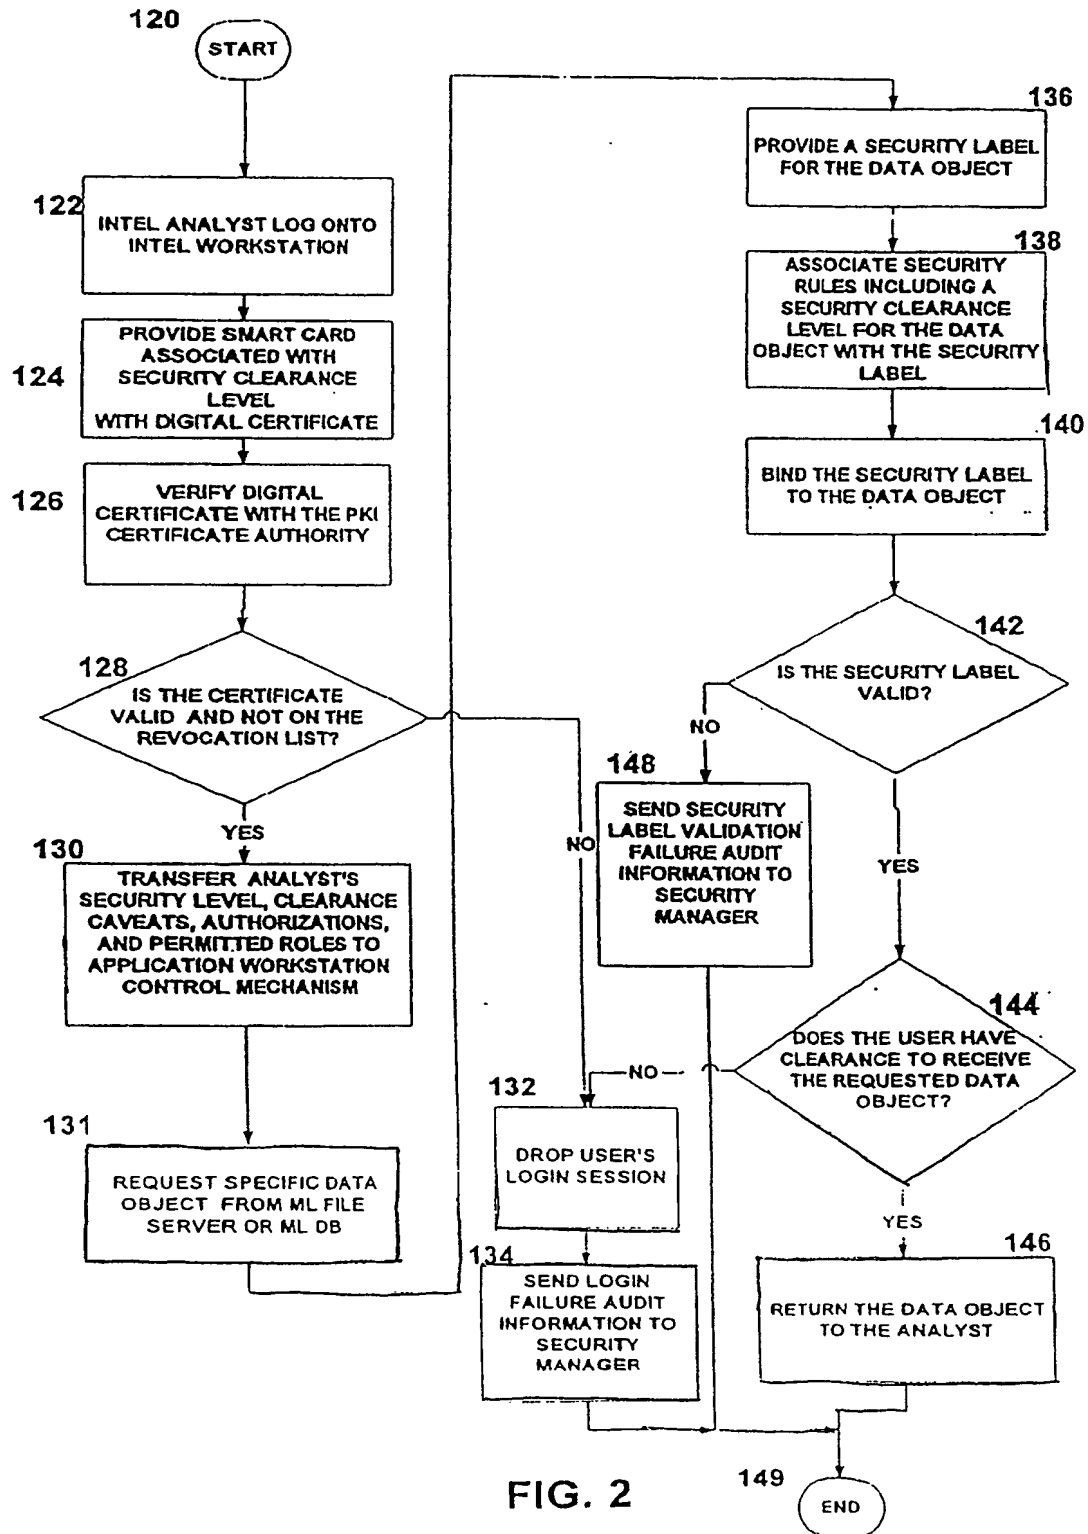 120
START
122
INTEL ANALYST LOG ONTO
INTEL WORKSTATION
124
PROVIDE SMART CARD
ASSOCIATED WITH
SECURITY CLEARANCE
LEVEL
WITH DIGITAL CERTIFICATE
126
VERIFY DIGITAL
CERTIFICATE WITH THE PKI
CERTIFICATE AUTHORITY
128
IS THE CERTIFICATE
VALID AND NOT ON THE
REVOCATION LIST?
YES
NO
130
TRANSFER ANALYST'S
SECURITY LEVEL, CLEARANCE
CAVEATS, AUTHORIZATIONS,
AND PERMITTED ROLES TO
APPLICATION WORKSTATION
CONTROL MECHANISM
131
REQUEST SPECIFIC DATA
OBJECT FROM ML FILE
SERVER OR ML DB
136
PROVIDE A SECURITY LABEL
FOR THE DATA OBJECT
138
ASSOCIATE SECURITY
RULES INCLUDING A
SECURITY CLEARANCE
LEVEL FOR THE DATA
OBJECT WITH THE SECURITY
LABEL
140
BIND THE SECURITY LABEL
TO THE DATA OBJECT
142
IS THE SECURITY LABEL
VALID?
NO
YES
148
SEND SECURITY
LABEL VALIDATION
FAILURE AUDIT
INFORMATION TO
SECURITY
MANAGER
144
DOES THE USER HAVE
CLEARANCE TO RECEIVE
THE REQUESTED DATA
OBJECT?
NO
YES
132
DROP USER'S
LOGIN SESSION
134
SEND LOGIN
FAILURE AUDIT
INFORMATION TO
SECURITY
MANAGER
146
RETURN THE DATA OBJECT
TO THE ANALYST
149
END
FIG. 2